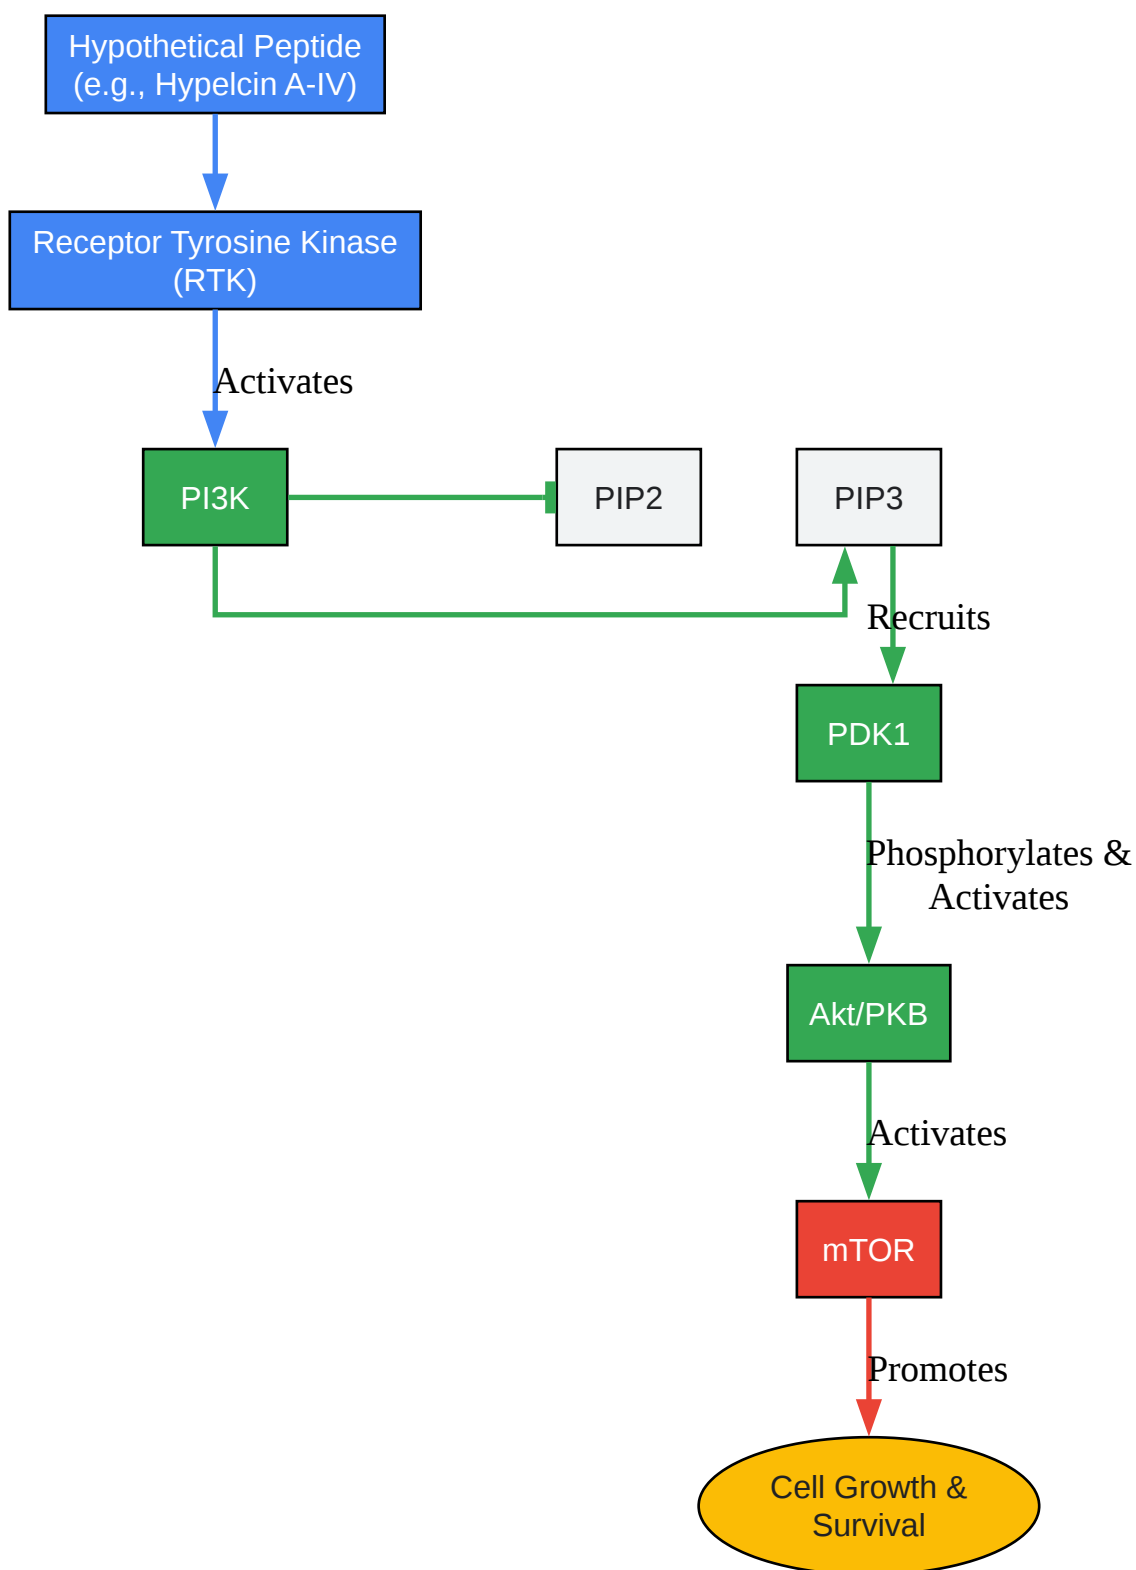 Hypothetical Peptide
(e.g., Hypelcin A-IV)
Receptor Tyrosine Kinase
(RTK)
Activates
PI3K
PIP2
PIP3
Recruits
PDK1
Phosphorylates &
Activates
Akt/PKB
Activates
mTOR
Promotes
Cell Growth &
Survival